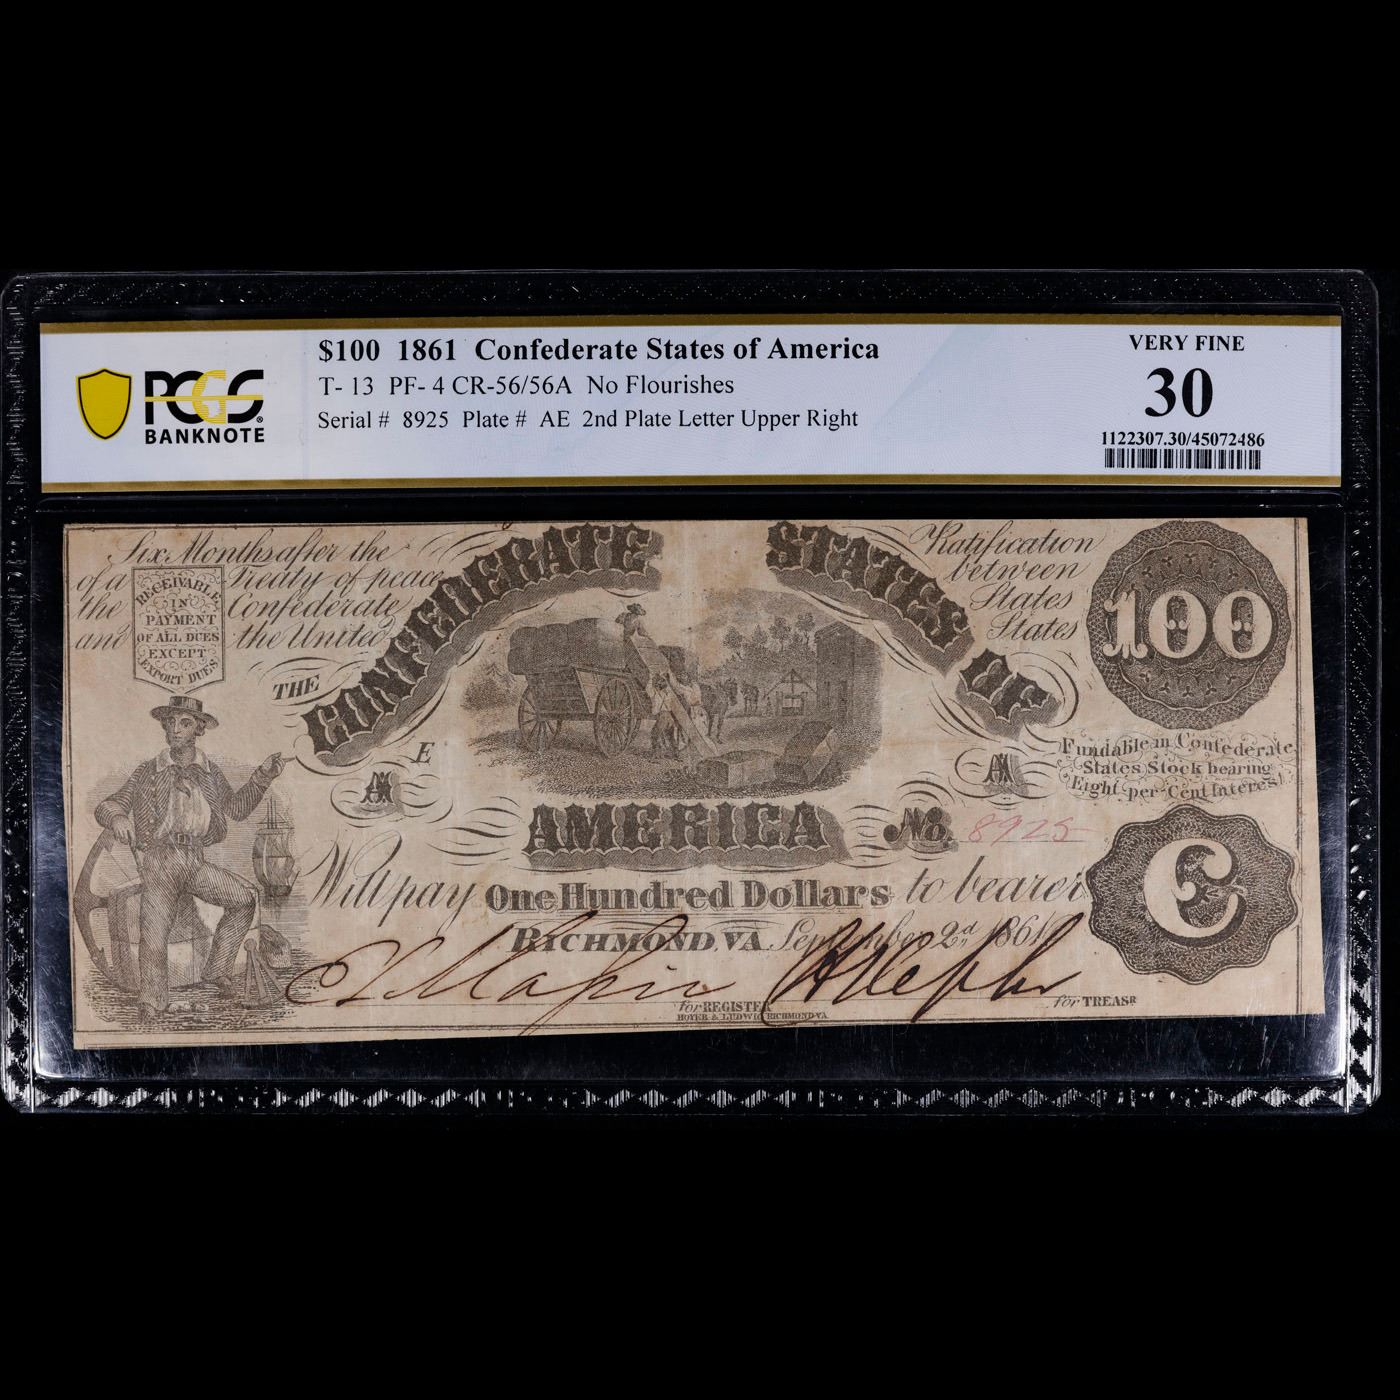 PCGS
BANKNOTE
$100 1861 Confederate States of America
T- 13 PF- 4 CR-56/56A No Flourishes
Serial # 8925 Plate # AE 2nd Plate Letter Upper Right
VERY FINE
30
1122307.30/45072486
Six Months after the
of a Treaty of peace
the Confederate
and the United
RECEIVABLE
IN
PAYMENT
OF ALL DUES
EXCEPT
EXPORT DUES
Ratification
between
States
States
100
THE CONFEDERATE STATES OF
AMERICA
E
A
A
Fundable in Confederate
States Stock bearing
Eight per Cent Interest
No. 8925
C
Will pay One Hundred Dollars to bearer
RICHMOND, VA September 2d 1861
for REGISTER
for TREASR
HOYER & LUDWIG, RICHMOND VA